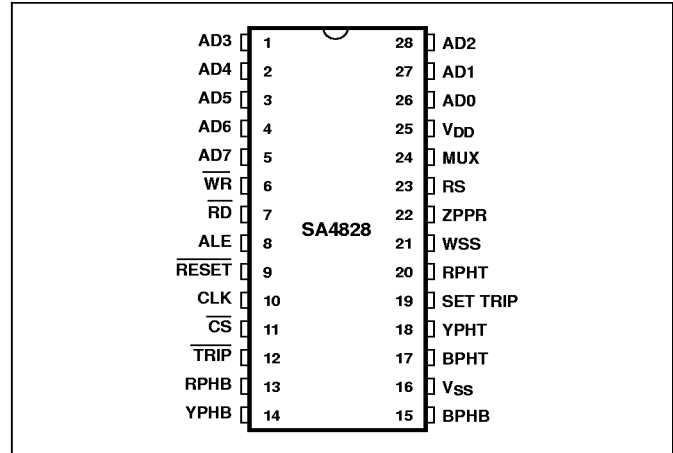 AD3 1 28 AD2
AD4 2 27 AD1
AD5 3 26 AD0
AD6 4 25 VDD
AD7 5 24 MUX
WR 6 23 RS
RD 7 22 ZPPR
SA4828
ALE 8 21 WSS
RESET 9 20 RPHT
CLK 10 19 SET TRIP
CS 11 18 YPHT
TRIP 12 17 BPHT
RPHB 13 16 VSS
YPHB 14 15 BPHB